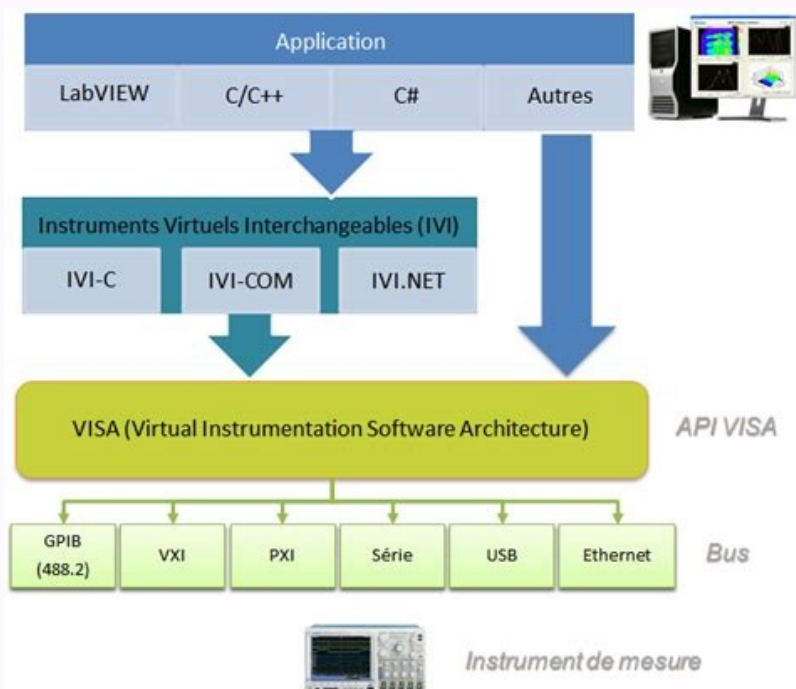 Application
LabVIEW
C/C++
C#
Autres
Instruments Virtuels Interchangeables (IVI)
IVI-C
IVI-COM
IVI.NET
VISA (Virtual Instrumentation Software Architecture)
API VISA
GPIB
(488.2)
VXI
PXI
Série
USB
Ethernet
Bus
Instrument de mesure